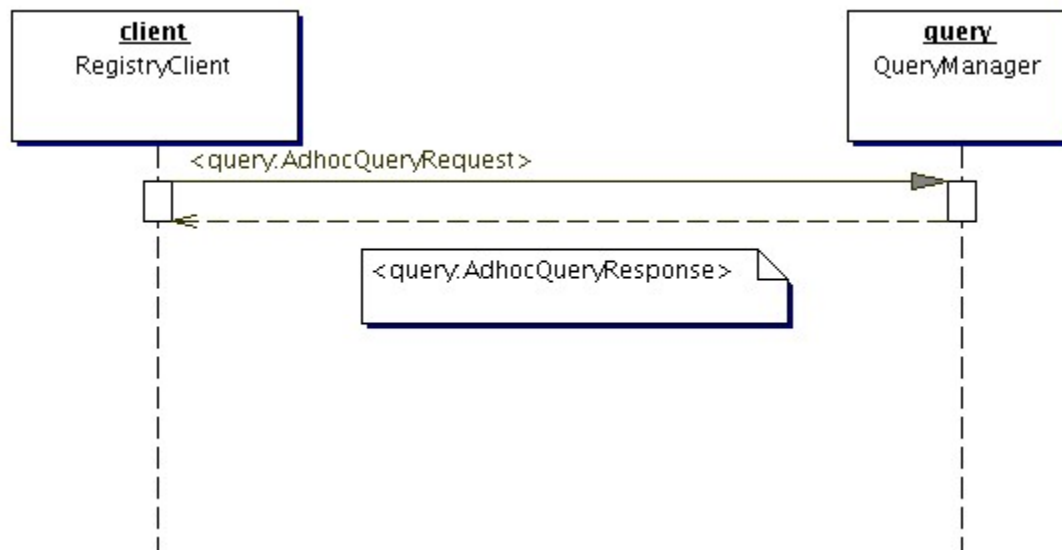 client
RegistryClient
query
QueryManager
<query:AdhocQueryRequest>
<query:AdhocQueryResponse>